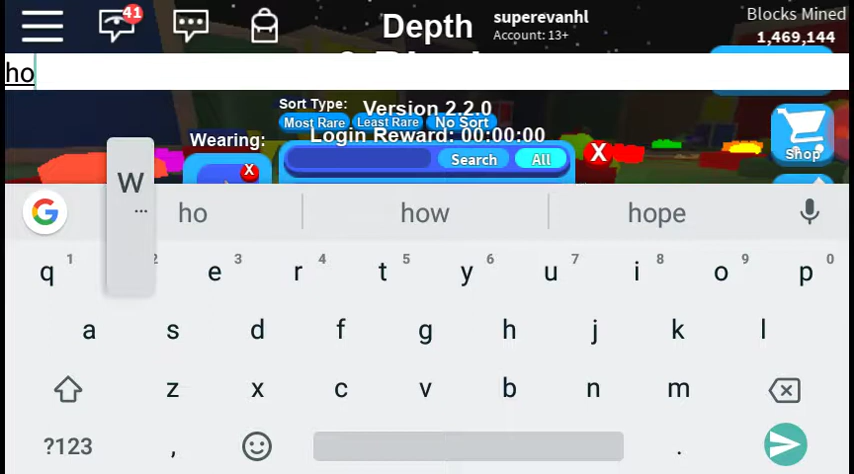 41
Depth
superevanhl
Account: 13+
Blocks Mined
1,469,144
ho
Sort Type:
Version 2.2.0
Most Rare
Least Rare
No Sort
Login Reward: 00:00:00
Wearing:
X
Search
All
X
Shop
W
...
ho
how
hope
q 1 2 e 3 r 4 t 5 y 6 u 7 i 8 o 9 p 0
a s d f g h j k l
z x c v b n m
?123 , .